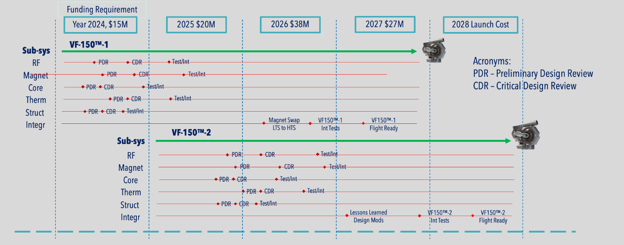 Funding Requirement
Year 2024, $15M
2025 $20M
2026 $38M
2027 $27M
2028 Launch Cost
Sub-sys VF-150™-1
RF PDR CDR Test/Int
Magnet PDR CDR Test/Int
Core PDR CDR Test/Int
Therm PDR CDR Test/Int
Struct PDR CDR Test/Int
Integr Magnet Swap LTS to HTS VF150™-1 Int Tests VF150™-1 Flight Ready
Acronyms:
PDR – Preliminary Design Review
CDR – Critical Design Review
Sub-sys VF-150™-2
RF PDR CDR Test/Int
Magnet PDR CDR Test/Int
Core PDR CDR Test/Int
Therm PDR CDR Test/Int
Struct PDR CDR Test/Int
Integr Lessons Learned Design Mods VF150™-2 Int Tests VF150™-2 Flight Ready